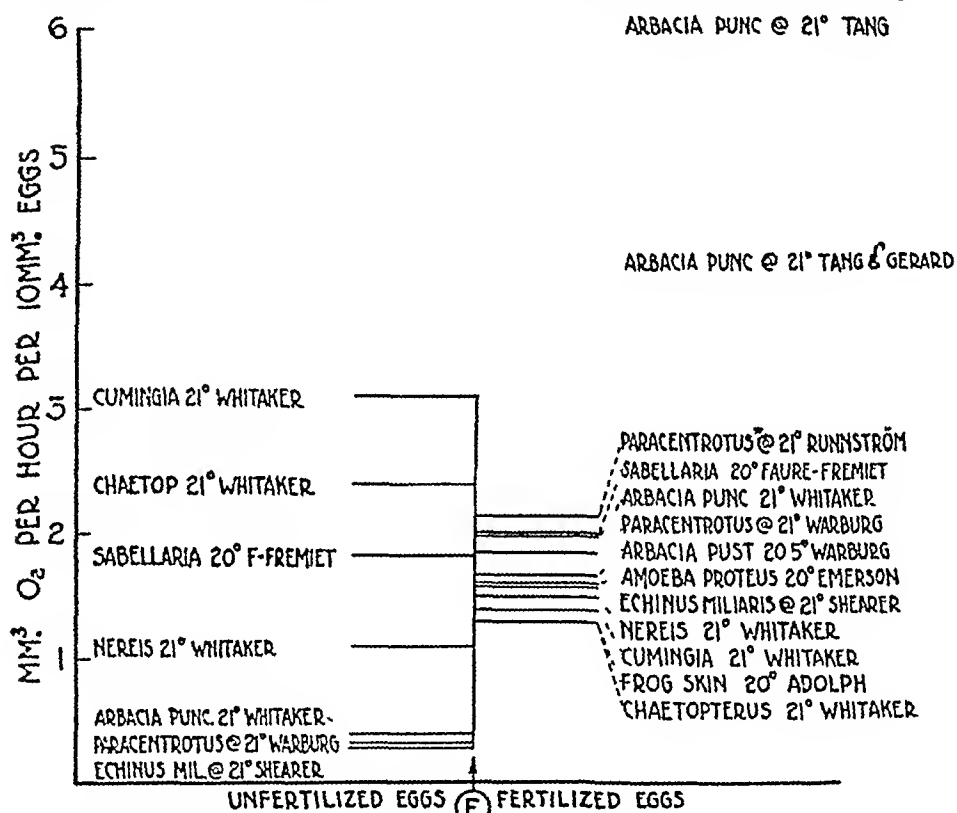 ARBACIA PUNC @ 21° TANG
6
5
4
3
2
1
MM.³ O₂ PER HOUR PER 10MM.³ EGGS
ARBACIA PUNC @ 21° TANG & GERARD
CUMINGIA 21° WHITAKER
CHAETOP 21° WHITAKER
SABELLARIA 20° F-FREMIET
NEREIS 21° WHITAKER
ARBACIA PUNC. 21° WHITAKER-
PARACENTROTUS @ 21° WARBURG
ECHINUS MIL. @ 21° SHEARER
PARACENTROTUS @ 21° RUNNSTRÖM
SABELLARIA 20° FAURE-FREMIET
ARBACIA PUNC 21° WHITAKER
PARACENTROTUS @ 21° WARBURG
ARBACIA PUST 20 5° WARBURG
AMOEBA PROTEUS 20° EMERSON
ECHINUS MILIARIS @ 21° SHEARER
NEREIS 21° WHITAKER
CUMINGIA 21° WHITAKER
FROG SKIN 20° ADOLPH
CHAETOPTERUS 21° WHITAKER
UNFERTILIZED EGGS F FERTILIZED EGGS